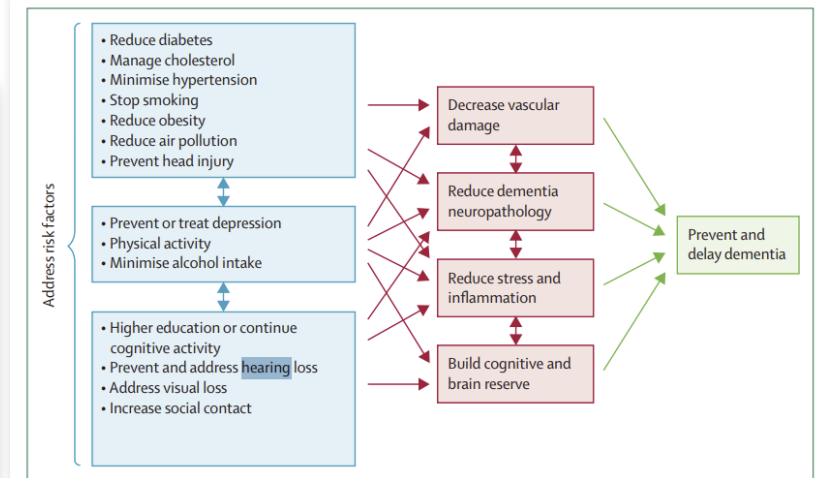 Address risk factors
• Reduce diabetes
• Manage cholesterol
• Minimise hypertension
• Stop smoking
• Reduce obesity
• Reduce air pollution
• Prevent head injury
• Prevent or treat depression
• Physical activity
• Minimise alcohol intake
• Higher education or continue
cognitive activity
• Prevent and address hearing loss
• Address visual loss
• Increase social contact
Decrease vascular
damage
Reduce dementia
neuropathology
Reduce stress and
inflammation
Build cognitive and
brain reserve
Prevent and
delay dementia